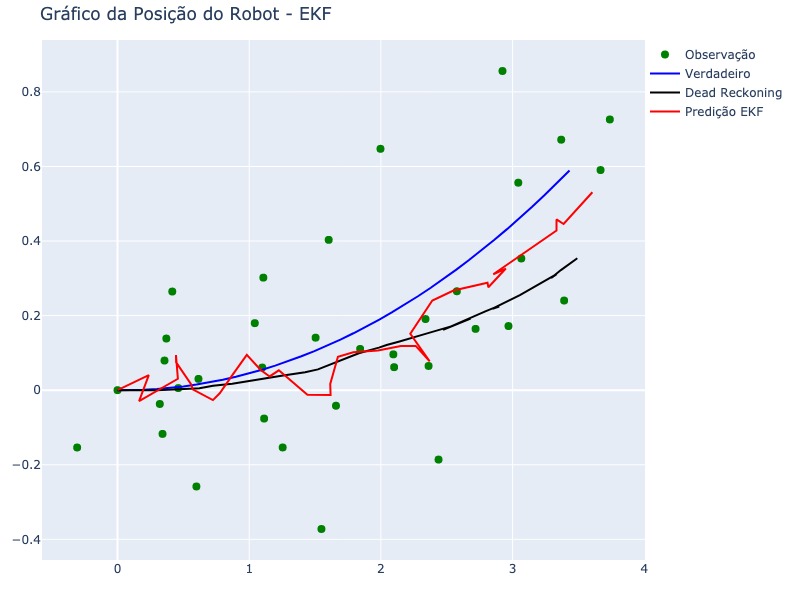 Gráfico da Posição do Robot - EKF
Observação
Verdadeiro
Dead Reckoning
Predição EKF
0.8
0.6
0.4
0.2
0
−0.2
−0.4
0 1 2 3 4